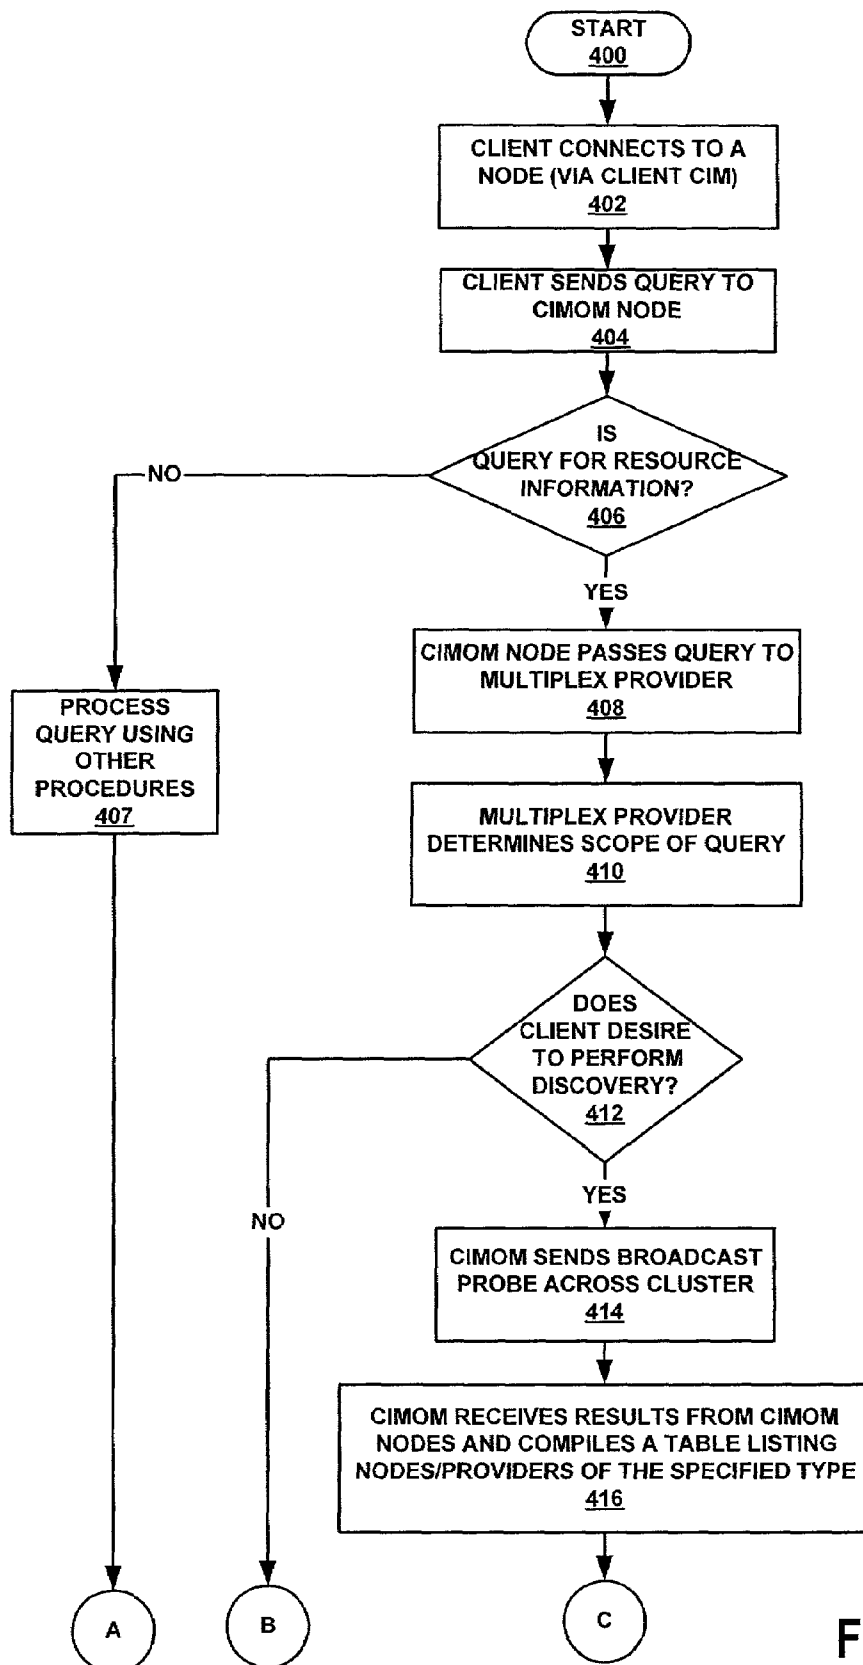 START
400
CLIENT CONNECTS TO A
NODE (VIA CLIENT CIM)
402
CLIENT SENDS QUERY TO
CIMOM NODE
404
IS
QUERY FOR RESOURCE
INFORMATION?
406
NO
YES
CIMOM NODE PASSES QUERY TO
MULTIPLEX PROVIDER
408
PROCESS
QUERY USING
OTHER
PROCEDURES
407
MULTIPLEX PROVIDER
DETERMINES SCOPE OF QUERY
410
DOES
CLIENT DESIRE
TO PERFORM
DISCOVERY?
412
YES
NO
CIMOM SENDS BROADCAST
PROBE ACROSS CLUSTER
414
CIMOM RECEIVES RESULTS FROM CIMOM
NODES AND COMPILES A TABLE LISTING
NODES/PROVIDERS OF THE SPECIFIED TYPE
416
A
B
C
F